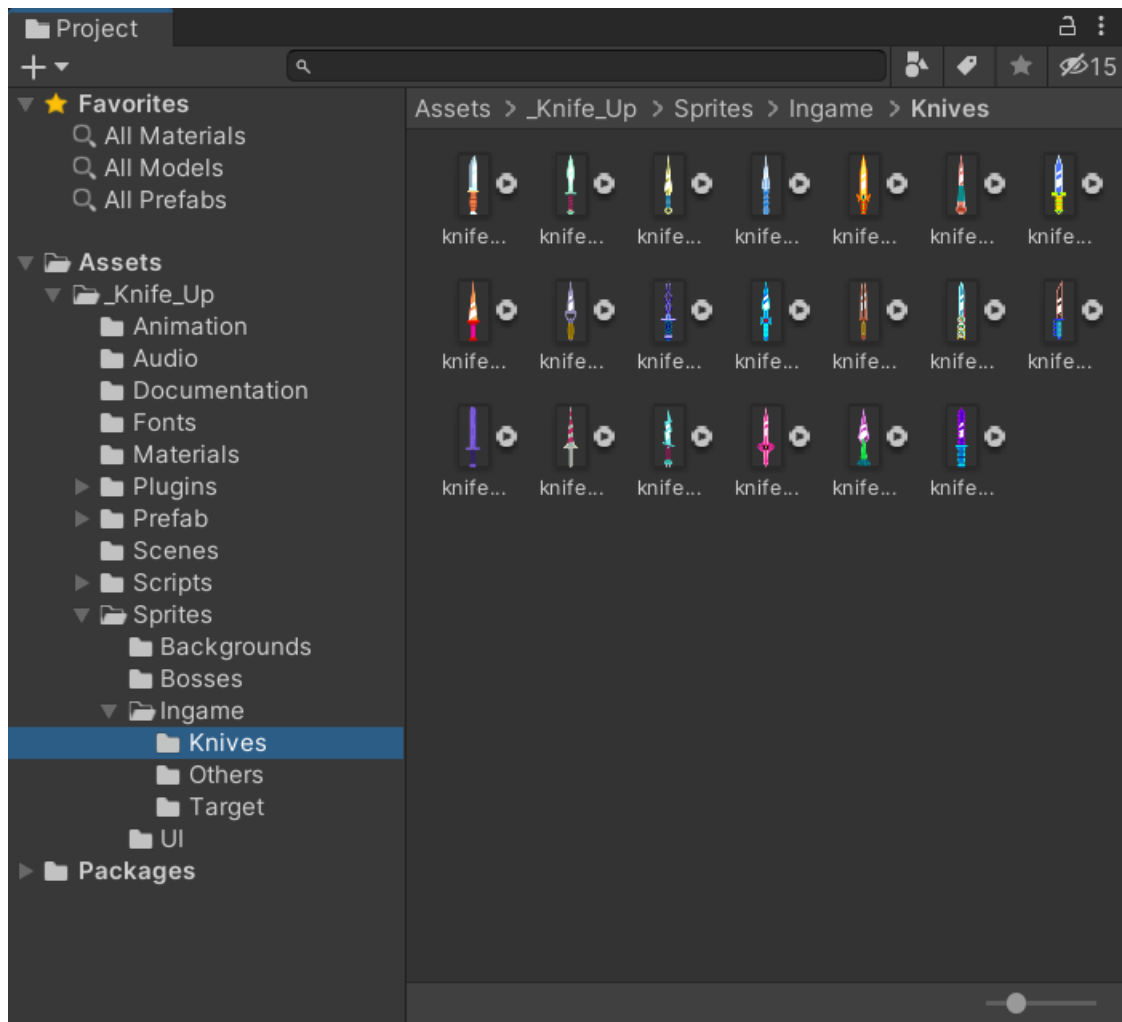 Project
15
Favorites
All Materials
All Models
All Prefabs
Assets
_Knife_Up
Animation
Audio
Documentation
Fonts
Materials
Plugins
Prefab
Scenes
Scripts
Sprites
Backgrounds
Bosses
Ingame
Knives
Others
Target
UI
Packages
Assets > _Knife_Up > Sprites > Ingame > Knives
knife... knife... knife... knife... knife... knife... knife...
knife... knife... knife... knife... knife... knife... knife...
knife... knife... knife... knife... knife... knife...